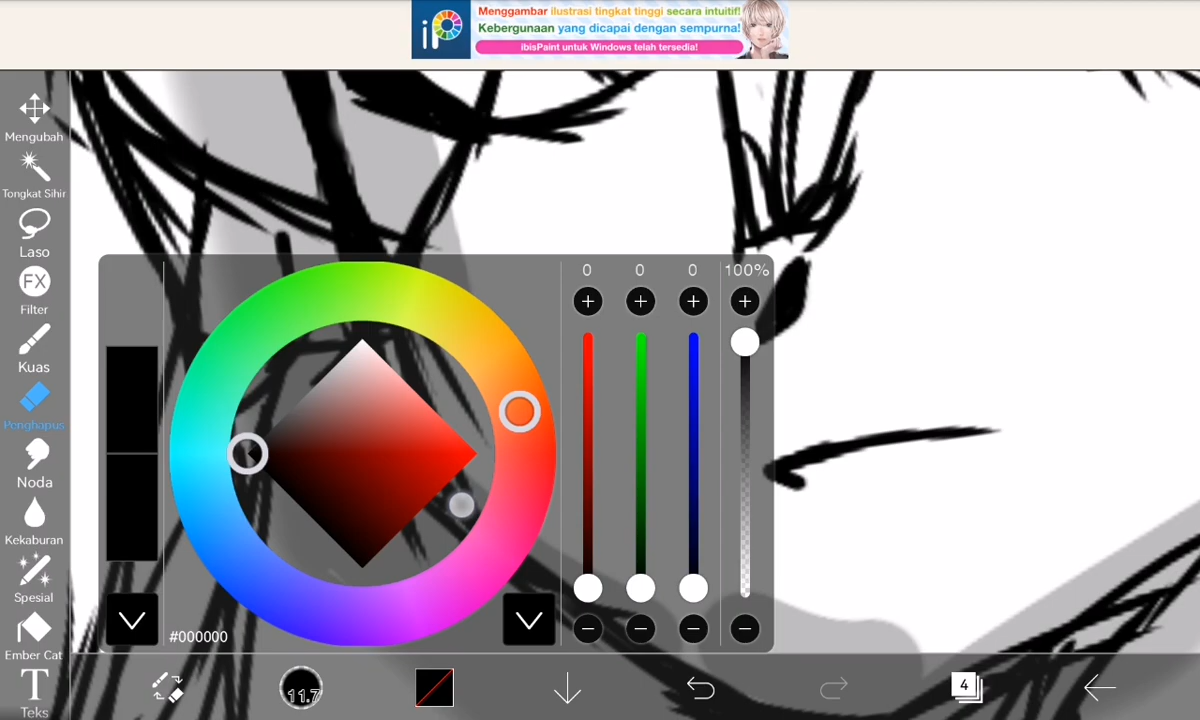 iP
Menggambar ilustrasi tingkat tinggi secara intuitif!
Kebergunaan yang dicapai dengan sempurna!
ibisPaint untuk Windows telah tersedia!
Mengubah
Tongkat Sihir
Laso
FX
Filter
Kuas
Penghapus
Noda
Kekaburan
Spesial
Ember Cat
T
Teks
0 0 0 100%
#000000
11.7
4